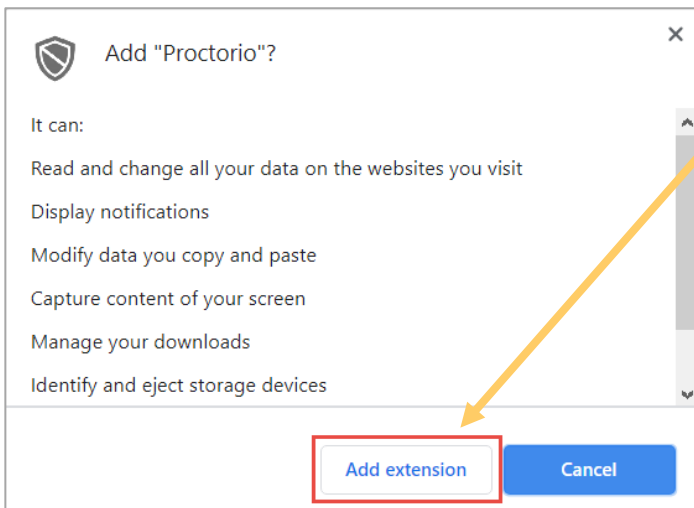 Add "Proctorio"?
It can:
Read and change all your data on the websites you visit
Display notifications
Modify data you copy and paste
Capture content of your screen
Manage your downloads
Identify and eject storage devices
Add extension
Cancel